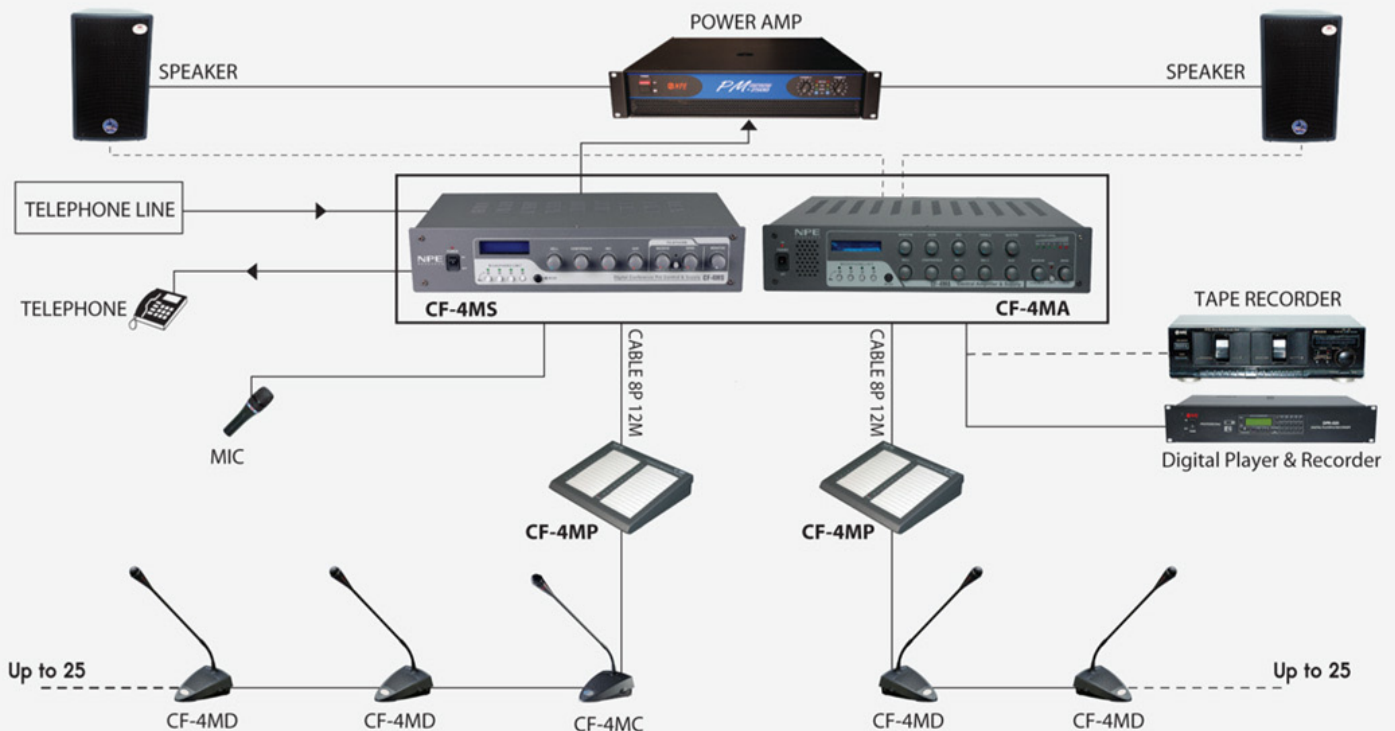 POWER AMP
SPEAKER
SPEAKER
TELEPHONE LINE
TELEPHONE
NPE
NPE
CF-4MS
CF-4MA
TAPE RECORDER
MIC
CABLE 8P 12M
CABLE 8P 12M
Digital Player & Recorder
CF-4MP
CF-4MP
Up to 25
Up to 25
CF-4MD
CF-4MD
CF-4MC
CF-4MD
CF-4MD